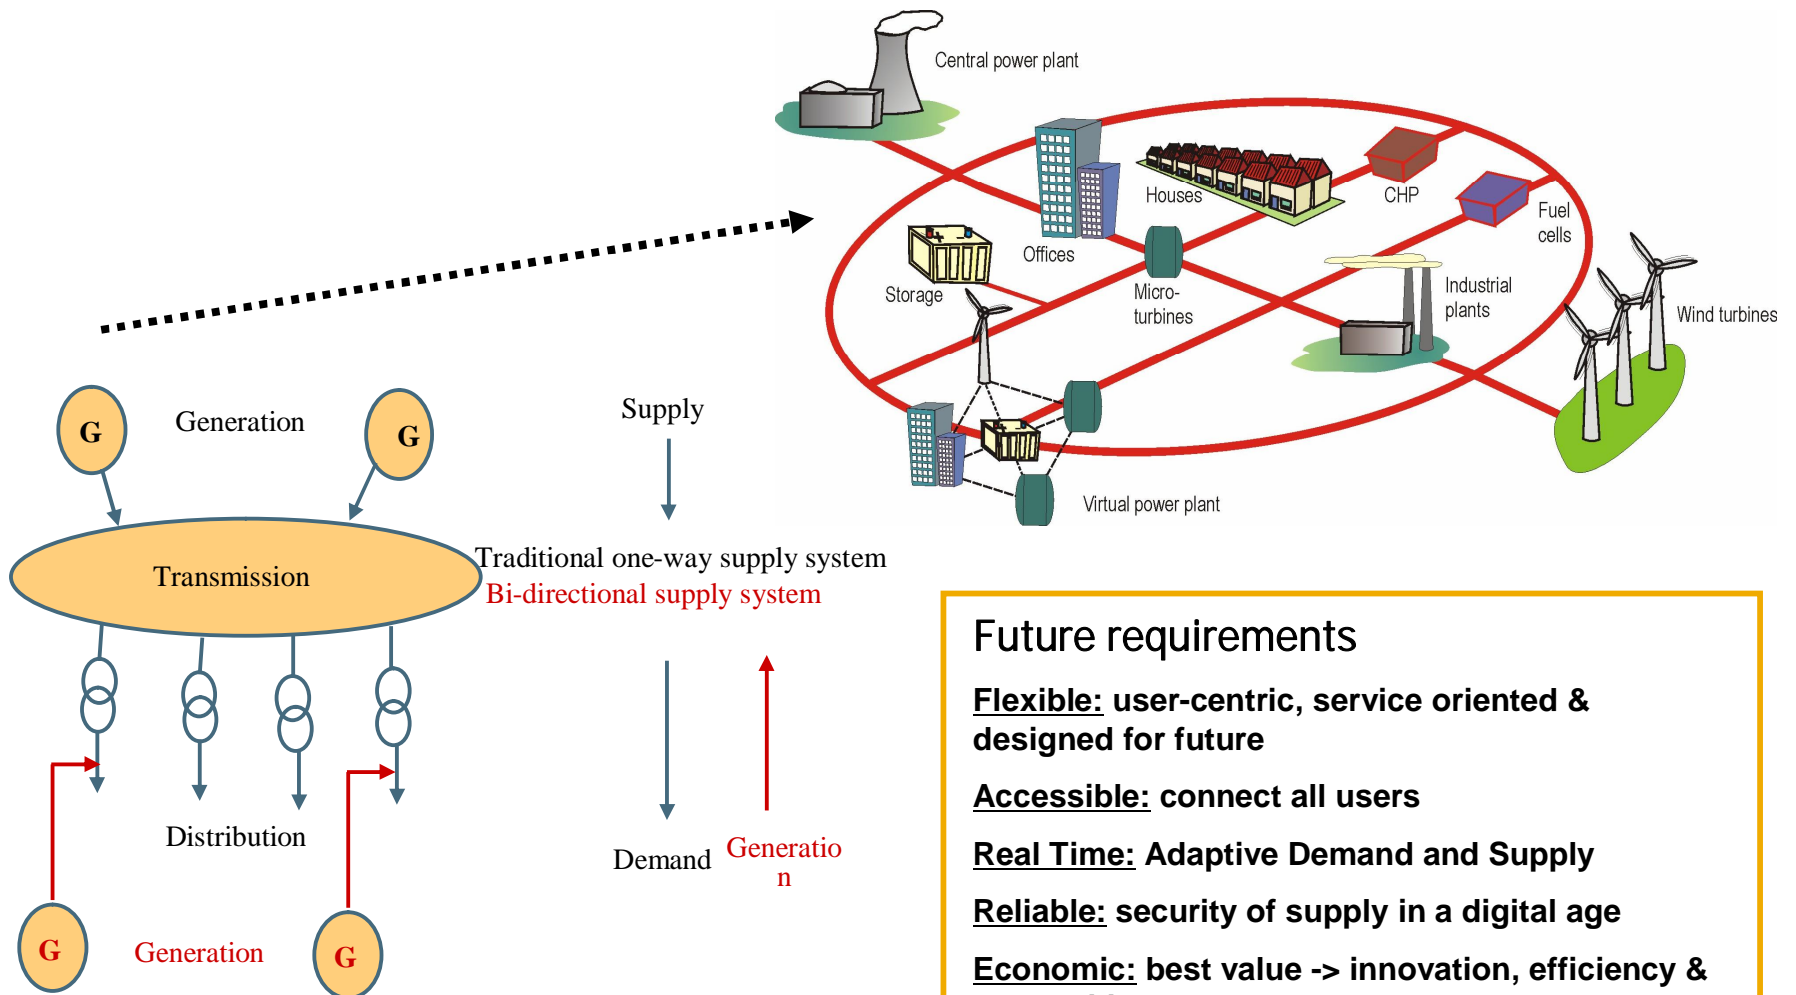 Central power plant
Houses
CHP
Fuel
cells
Offices
Storage
Micro-
turbines
Industrial
plants
Wind turbines
Virtual power plant
G
Generation
G
Supply
Transmission
Traditional one-way supply system
Bi-directional supply system
Distribution
Demand
Generatio
n
G
Generation
G
Future requirements
Flexible: user-centric, service oriented &
designed for future
Accessible: connect all users
Real Time: Adaptive Demand and Supply
Reliable: security of supply in a digital age
Economic: best value -> innovation, efficiency &